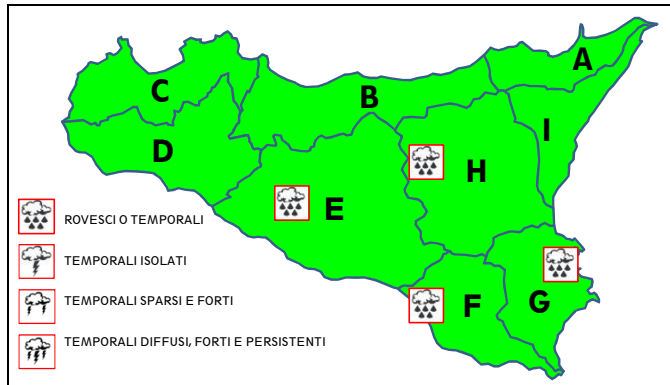 A
C
B
I
D
H
E
ROVESCI O TEMPORALI
TEMPORALI ISOLATI
F
G
TEMPORALI SPARSI E FORTI
TEMPORALI DIFFUSI, FORTI E PERSISTENTI